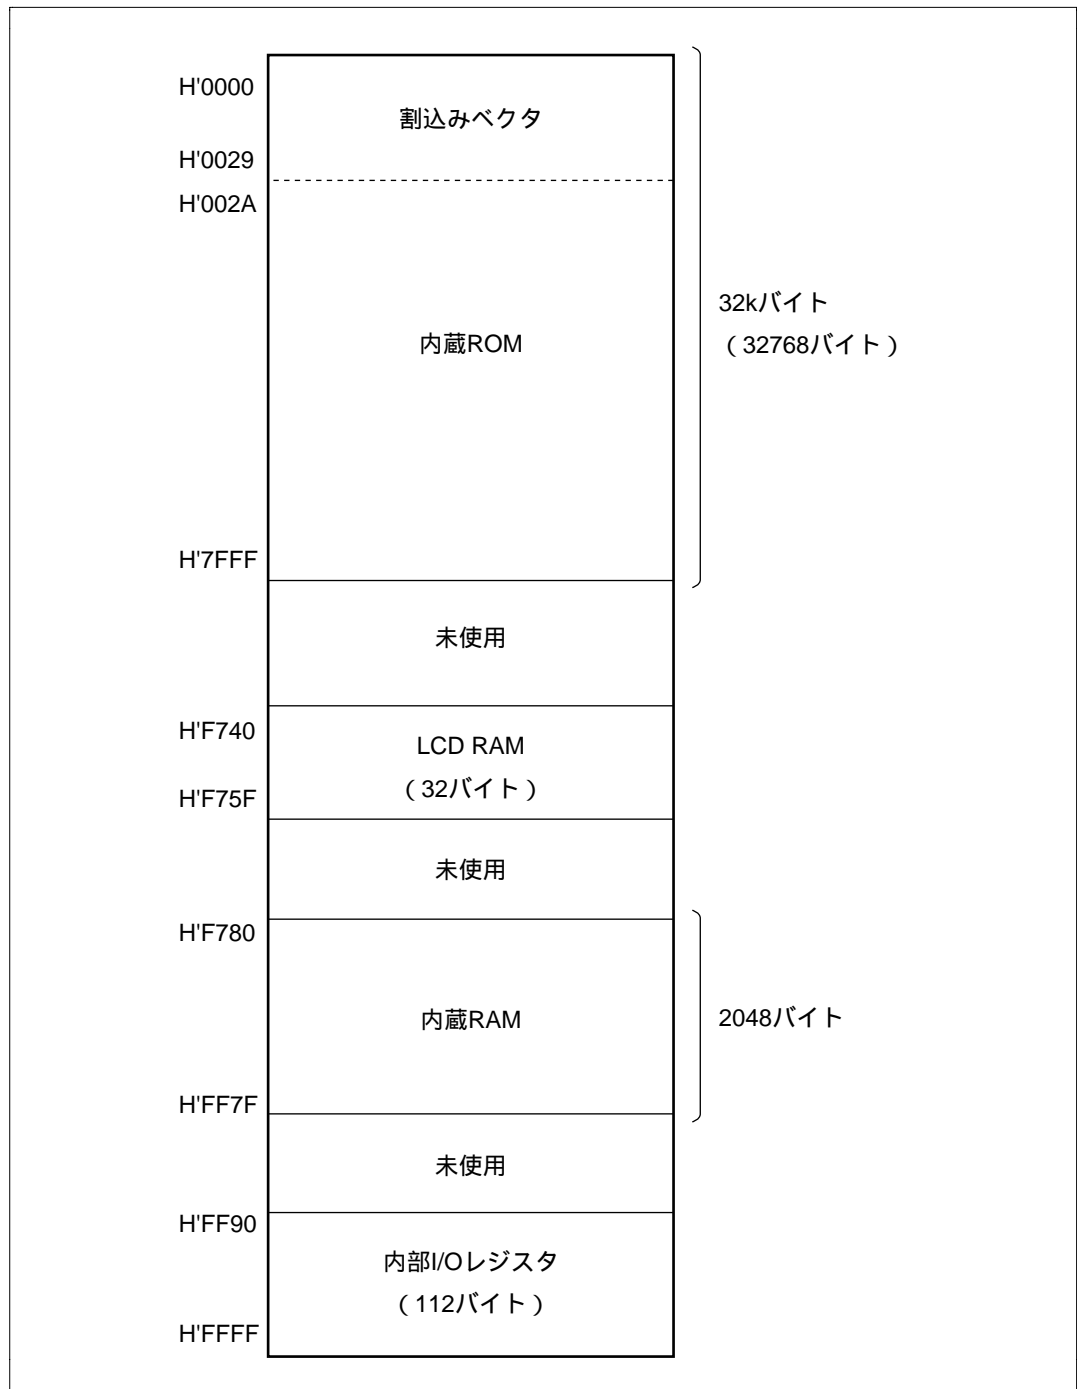 H'0000
割込みベクタ
H'0029
H'002A
32kバイト
（32768バイト）
内蔵ROM
H'7FFF
未使用
H'F740
LCD RAM
（32バイト）
H'F75F
未使用
H'F780
内蔵RAM
2048バイト
H'FF7F
未使用
H'FF90
内部I/Oレジスタ
（112バイト）
H'FFFF